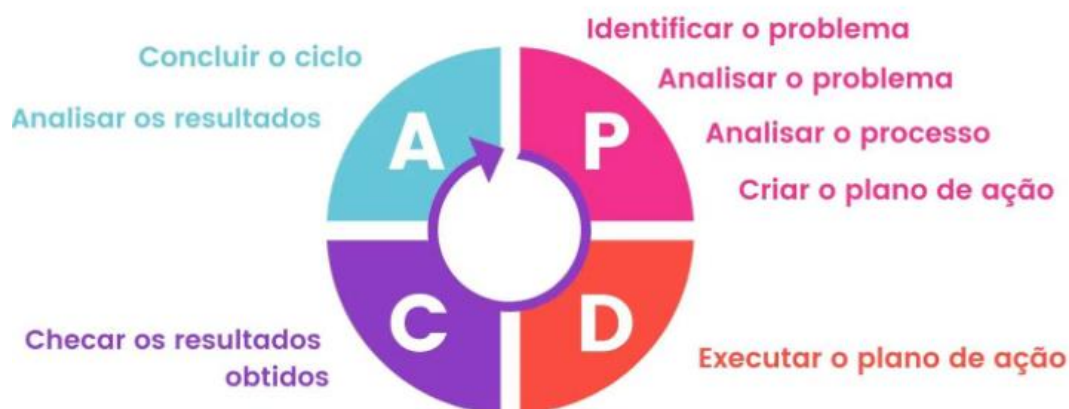 Identificar o problema
Analisar o problema
Analisar o processo
Criar o plano de ação
Concluir o ciclo
Analisar os resultados
A
P
C
D
Checar os resultados
obtidos
Executar o plano de ação